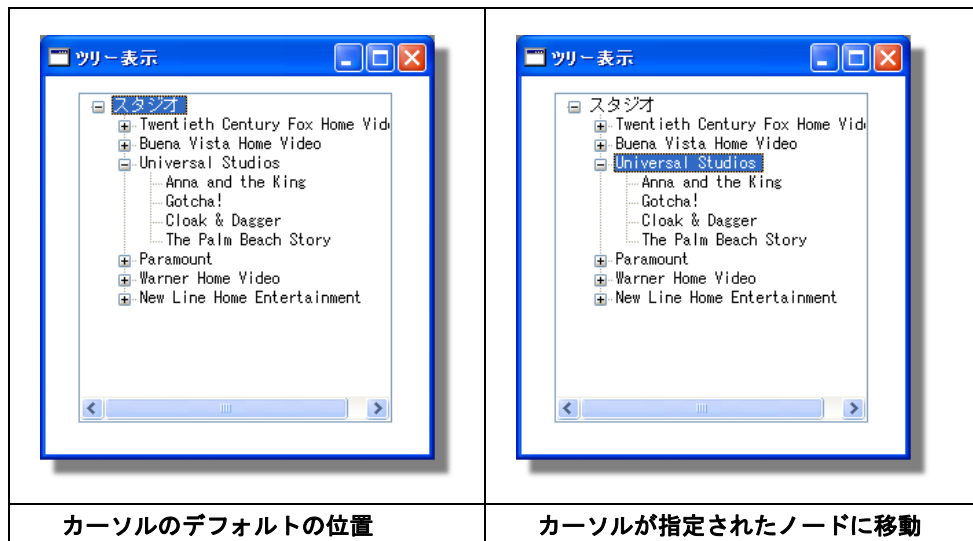 ツリー表示
スタジオ
Twentieth Century Fox Home Vid
Buena Vista Home Video
Universal Studios
Anna and the King
Gotcha!
Cloak & Dagger
The Palm Beach Story
Paramount
Warner Home Video
New Line Home Entertainment
カーソルのデフォルトの位置
ツリー表示
スタジオ
Twentieth Century Fox Home Vid
Buena Vista Home Video
Universal Studios
Anna and the King
Gotcha!
Cloak & Dagger
The Palm Beach Story
Paramount
Warner Home Video
New Line Home Entertainment
カーソルが指定されたノードに移動